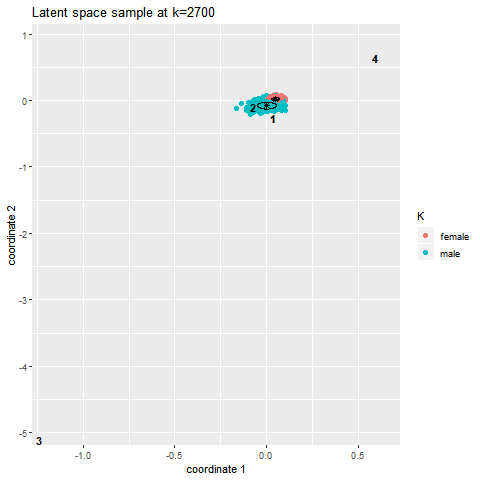 Latent space sample at k=2700
1
0
-1
-2
-3
-4
-5
coordinate 2
4
2
1
3
-1.0
-0.5
0.0
0.5
coordinate 1
K
female
male